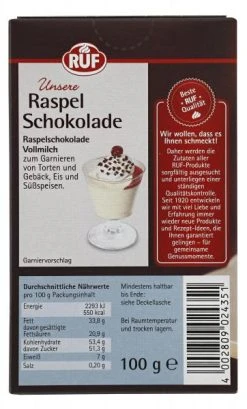 RUF
Unsere
Raspel
Schokolade
Raspelschokolade
Vollmilch
zum Garnieren
von Torten und
Gebäck, Eis und
Süßspeisen.
Garniervorschlag
Beste
RUF
Qualität
Wir wollen, dass es
Ihnen schmeckt!
Daher werden die
Zutaten aller
RUF-Produkte
sorgfältig ausgesucht
und unterliegen einer
ständigen
Qualitätskontrolle.
Seit 1920 entwickeln
wir mit viel Liebe und
Erfahrung immer
wieder neue Produkte
und Rezept-Ideen, die
Ihnen garantiert
gelingen - für
gemeinsame
Genussmomente.
Durchschnittliche Nährwerte
pro 100 g Packungsinhalt
Energie 2293 kJ
550 kcal
Fett 33,8 g
davon gesättigte
Fettsäuren 20,9 g
Kohlenhydrate 53,4 g
davon Zucker 51,3 g
Eiweiß 7 g
Salz 0,20 g
Mindestens haltbar
bis Ende:
siehe Deckellasche
Bei Raumtemperatur
und trocken lagern.
100 g e
4 002809 024351